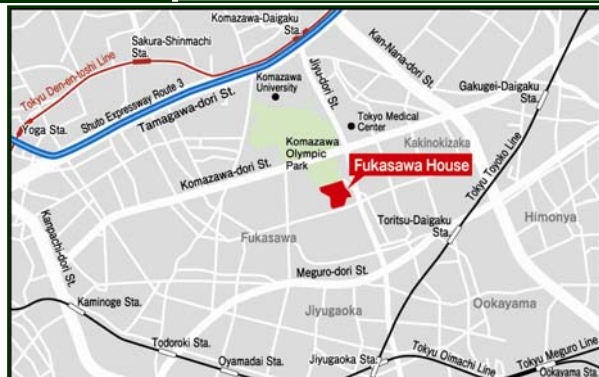 Komazawa-Daigaku
Sta.
Sakura-Shinmachi
Sta.
Kan-Nana-dori St.
Tokyu Den-en-toshi Line
Komazawa
University
Jiyu-dori St.
Gakugei-Daigaku
Sta.
Shuto Expressway Route 3
Yoga Sta.
Tamagawa-dori St.
Tokyo Medical
Center
Komazawa
Olympic
Park
Kakinokizaka
Komazawa-dori St.
Fukasawa House
Tokyu Toyoko Line
Kanpachi-dori St.
Toritsu-Daigaku
Sta.
Himonya
Fukasawa
Meguro-dori St.
Kaminoge Sta.
Jiyugaoka
Ookayama
Todoroki Sta.
Oyamadai Sta.
Jiyugaoka Sta.
Tokyu Oimachi Line
Tokyu Meguro Line
Ookayama Sta.